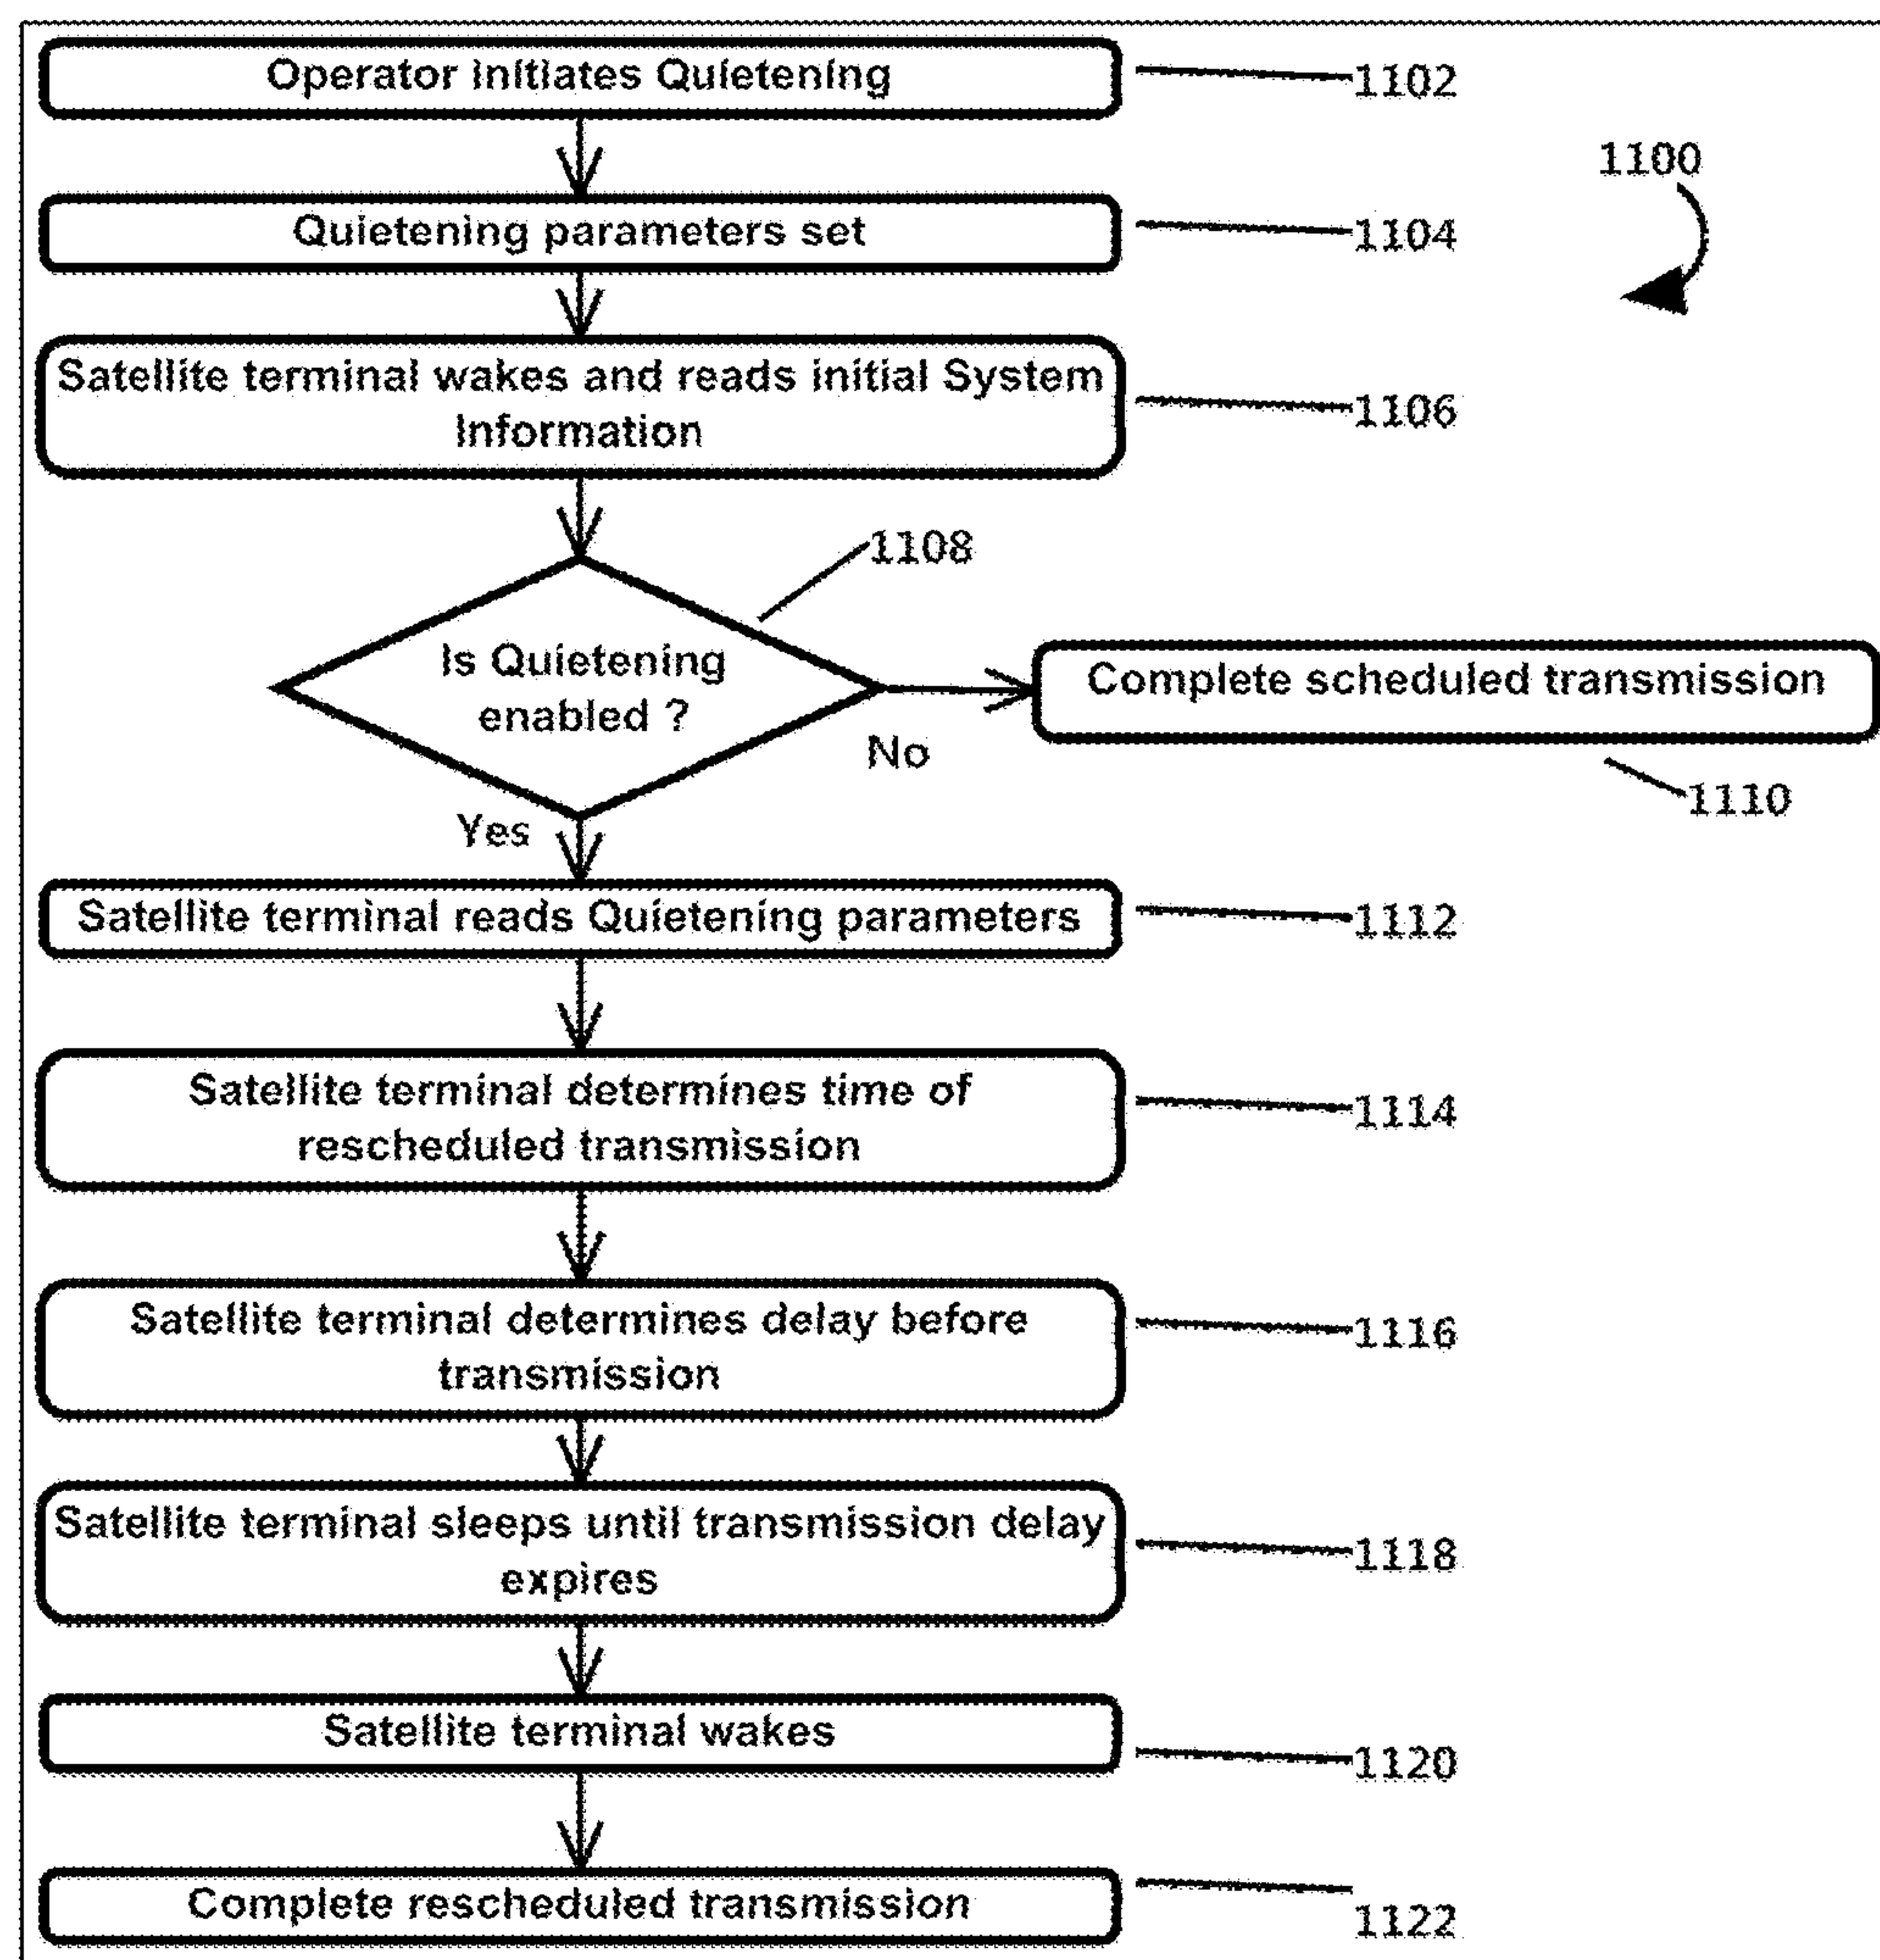 Operator initiates Quietening
1102
1100
Quietening parameters set
1104
Satellite terminal wakes and reads initial System
Information
1106
1108
Is Quietening
enabled ?
No
Complete scheduled transmission
1110
Yes
Satellite terminal reads Quietening parameters
1112
Satellite terminal determines time of
rescheduled transmission
1114
Satellite terminal determines delay before
transmission
1116
Satellite terminal sleeps until transmission delay
expires
1118
Satellite terminal wakes
1120
Complete rescheduled transmission
1122